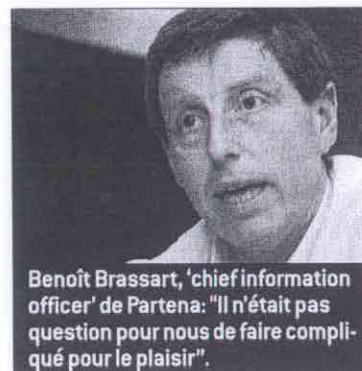 Benoît Brassart, ‘chief information
officer’ de Partena: “Il n’était pas
question pour nous de faire compli-
qué pour le plaisir”.